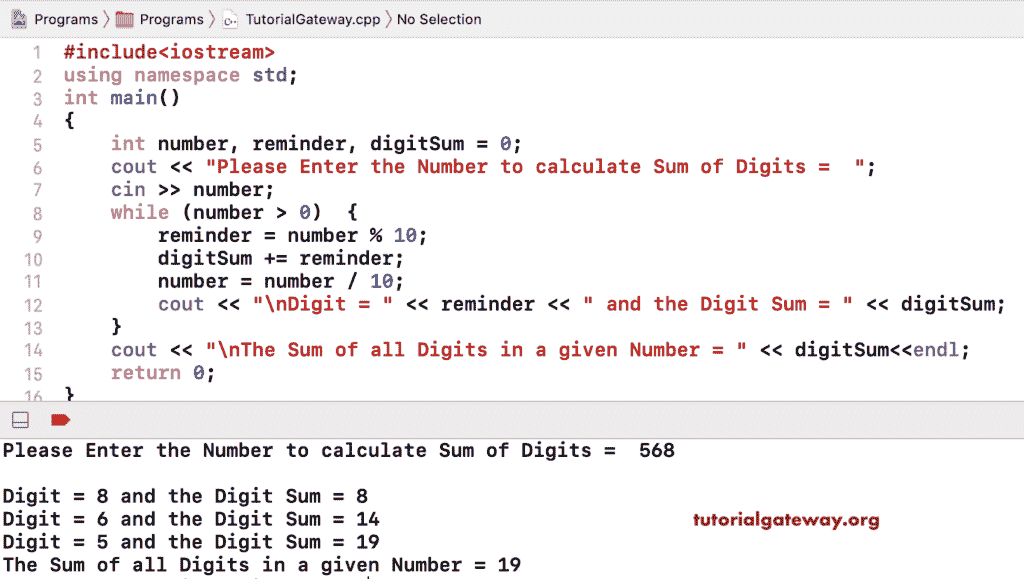 Programs Programs TutorialGateway.cpp No Selection
1 #include<iostream>
2 using namespace std;
3 int main()
4 {
5 int number, reminder, digitSum = 0;
6 cout << "Please Enter the Number to calculate Sum of Digits =  ";
7 cin >> number;
8 while (number > 0)  {
9 reminder = number % 10;
10 digitSum += reminder;
11 number = number / 10;
12 cout << "\nDigit = " << reminder << " and the Digit Sum = " << digitSum;
13 }
14 cout << "\nThe Sum of all Digits in a given Number = " << digitSum<<endl;
15 return 0;
16 }
Please Enter the Number to calculate Sum of Digits =  568
Digit = 8 and the Digit Sum = 8
Digit = 6 and the Digit Sum = 14
tutorialgateway.org
Digit = 5 and the Digit Sum = 19
The Sum of all Digits in a given Number = 19